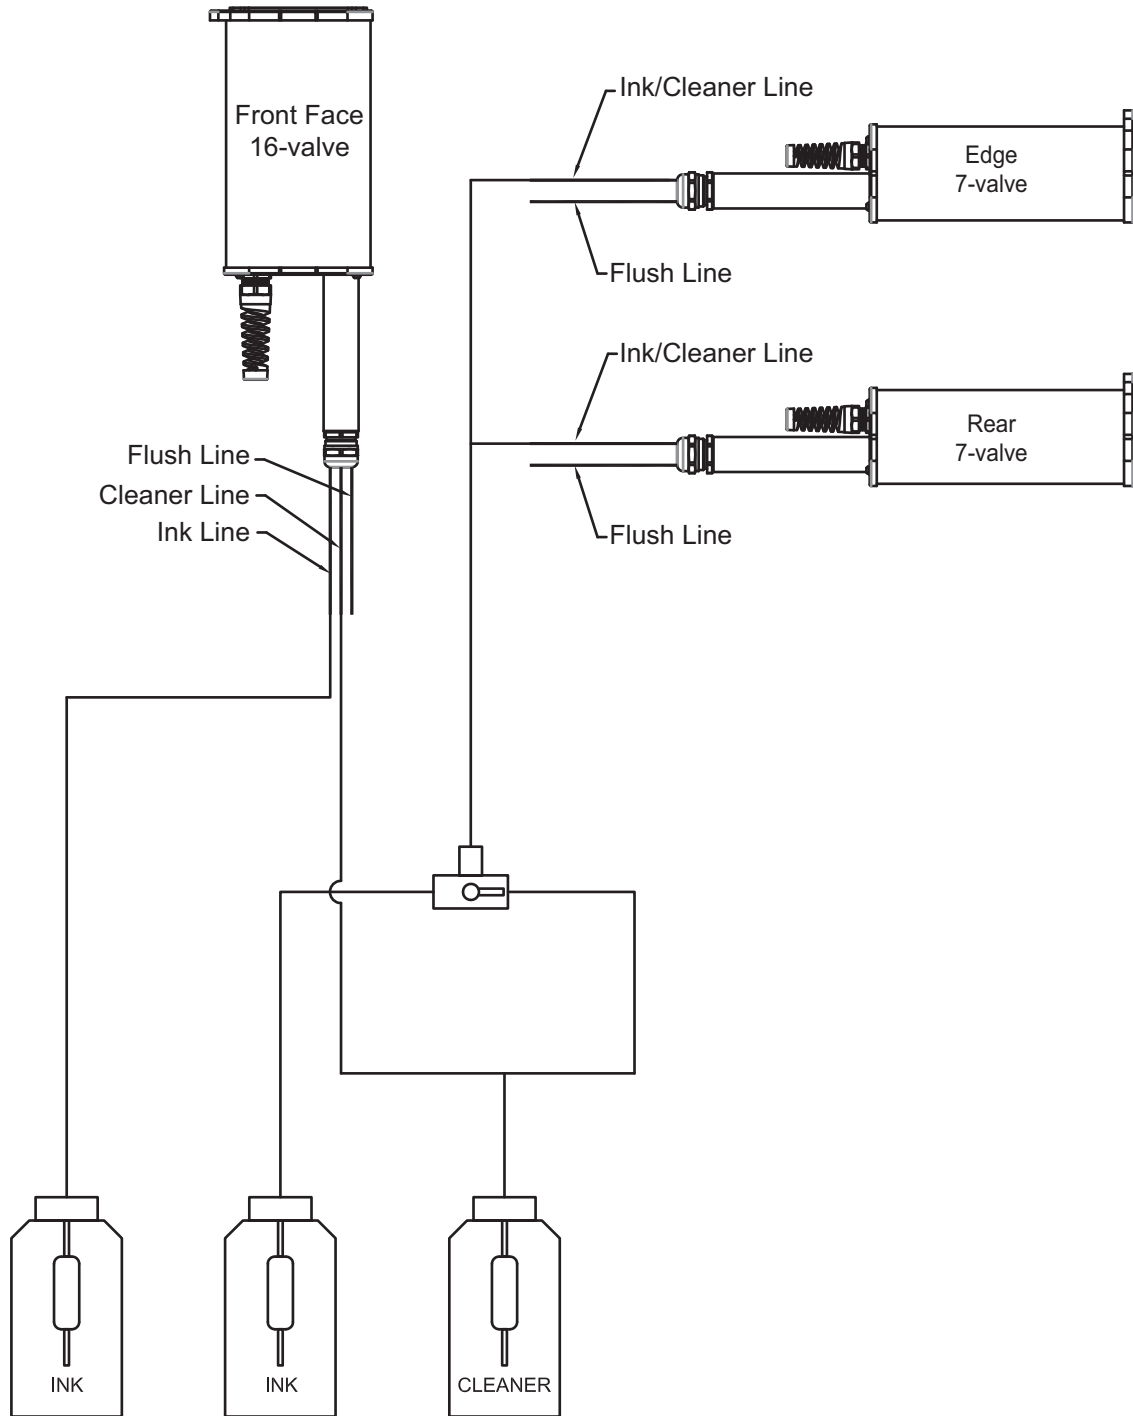 Front Face
16-valve
Ink/Cleaner Line
Edge
7-valve
Flush Line
Ink/Cleaner Line
Rear
7-valve
Flush Line
Flush Line
Cleaner Line
Ink Line
INK
INK
CLEANER